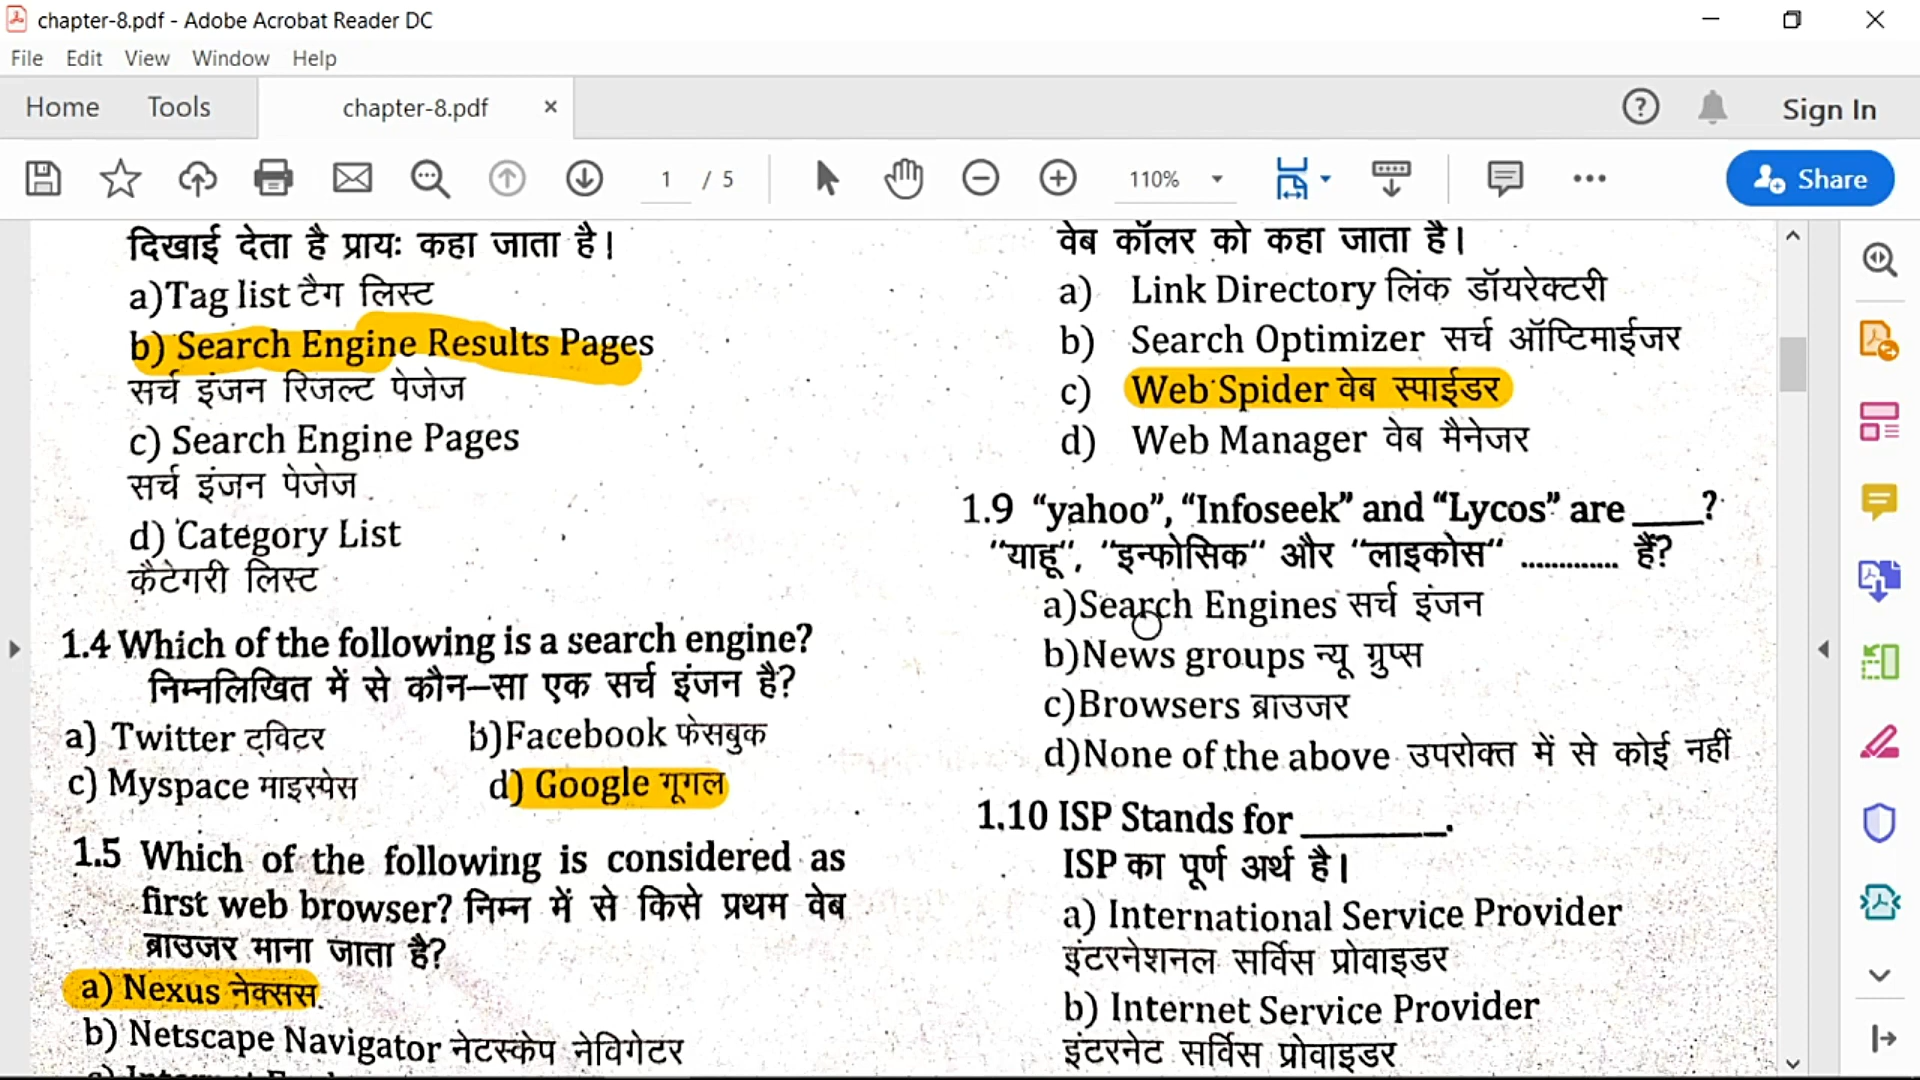 chapter-8.pdf - Adobe Acrobat Reader DC
File Edit View Window Help
Home Tools chapter-8.pdf × Sign In
1 / 5 110% Share
दिखाई देता है प्रायः कहा जाता है।
a)Tag list टैग लिस्ट
b) Search Engine Results Pages
सर्च इंजन रिजल्ट पेजेज
c) Search Engine Pages
सर्च इंजन पेजेज
d) Category List
कैटेगरी लिस्ट
1.4 Which of the following is a search engine?
निम्नलिखित में से कौन–सा एक सर्च इंजन है?
a) Twitter ट्विटर b)Facebook फेसबुक
c) Myspace माइस्पेस d) Google गूगल
1.5 Which of the following is considered as
first web browser? निम्न में से किसे प्रथम वेब
ब्राउजर माना जाता है?
a) Nexus नेक्सस
b) Netscape Navigator नेटस्केप नेविगेटर
वेब कॉलर को कहा जाता है।
a) Link Directory लिंक डॉयरेक्टरी
b) Search Optimizer सर्च ऑप्टिमाईजर
c) Web Spider वेब स्पाईडर
d) Web Manager वेब मैनेजर
1.9 “yahoo”, “Infoseek” and “Lycos” are ____?
“याहू”, “इन्फोसिक” और “लाइकोस” ............. हैं?
a)Search Engines सर्च इंजन
b)News groups न्यू ग्रुप्स
c)Browsers ब्राउजर
d)None of the above उपरोक्त में से कोई नहीं
1.10 ISP Stands for ________.
ISP का पूर्ण अर्थ है।
a) International Service Provider
इंटरनेशनल सर्विस प्रोवाइडर
b) Internet Service Provider
इंटरनेट सर्विस प्रोवाइडर